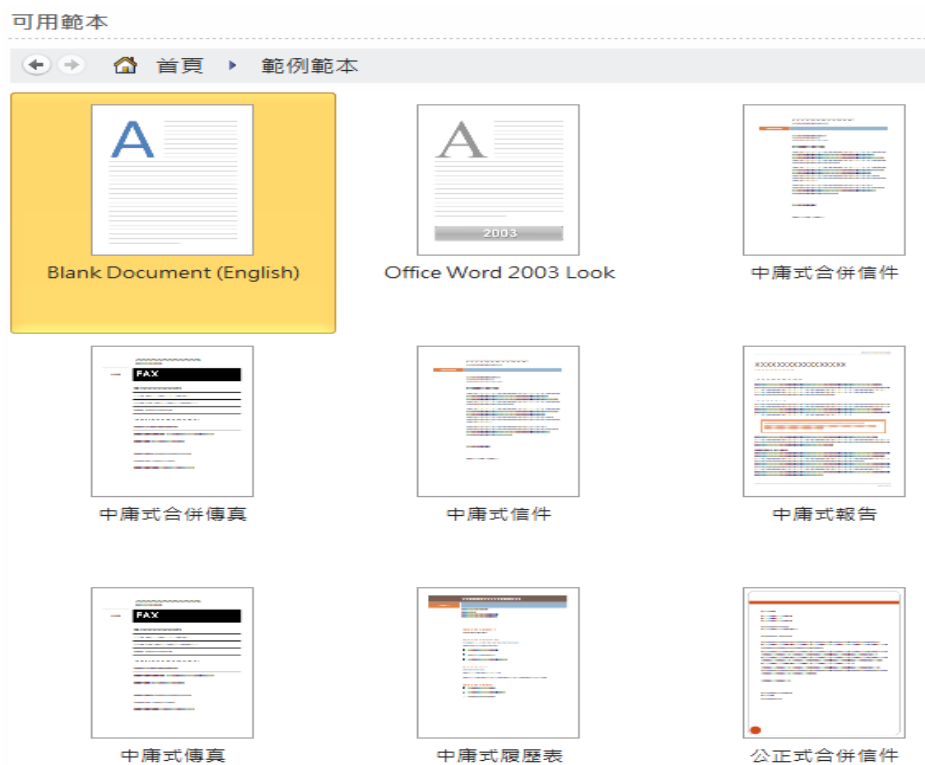 可用範本
首頁 ▸ 範例範本
A
A
2003
Blank Document (English)
Office Word 2003 Look
中庸式合併信件
FAX
XXXXXXXXXXXXXXXXX
中庸式合併傳真
中庸式信件
中庸式報告
FAX
中庸式傳真
中庸式履歷表
公正式合併信件